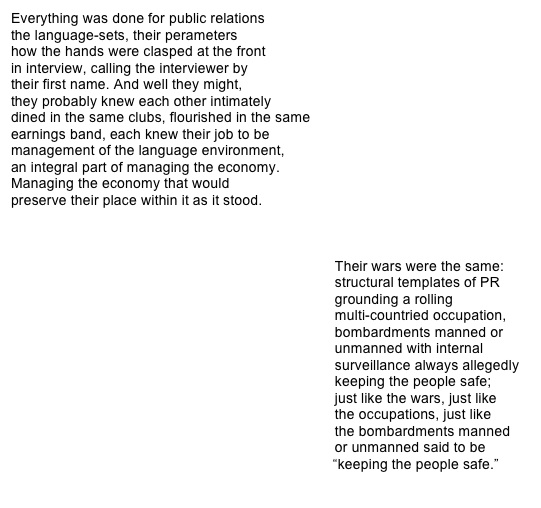 Everything was done for public relations
the language-sets, their perameters
how the hands were clasped at the front
in interview, calling the interviewer by
their first name. And well they might,
they probably knew each other intimately
dined in the same clubs, flourished in the same
earnings band, each knew their job to be
management of the language environment,
an integral part of managing the economy.
Managing the economy that would
preserve their place within it as it stood.
Their wars were the same:
structural templates of PR
grounding a rolling
multi-countried occupation,
bombardments manned or
unmanned with internal
surveillance always allegedly
keeping the people safe;
just like the wars, just like
the occupations, just like
the bombardments manned
or unmanned said to be
“keeping the people safe.”